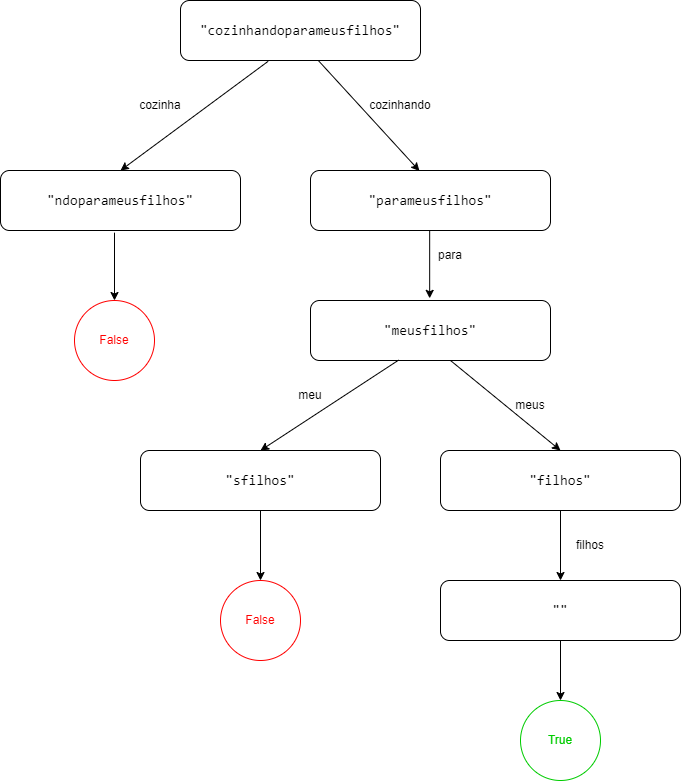 "cozinhandoparameusfilhos"
cozinha
cozinhando
"ndoparameusfilhos"
"parameusfilhos"
para
False
"meusfilhos"
meu
meus
"sfilhos"
"filhos"
filhos
False
""
True